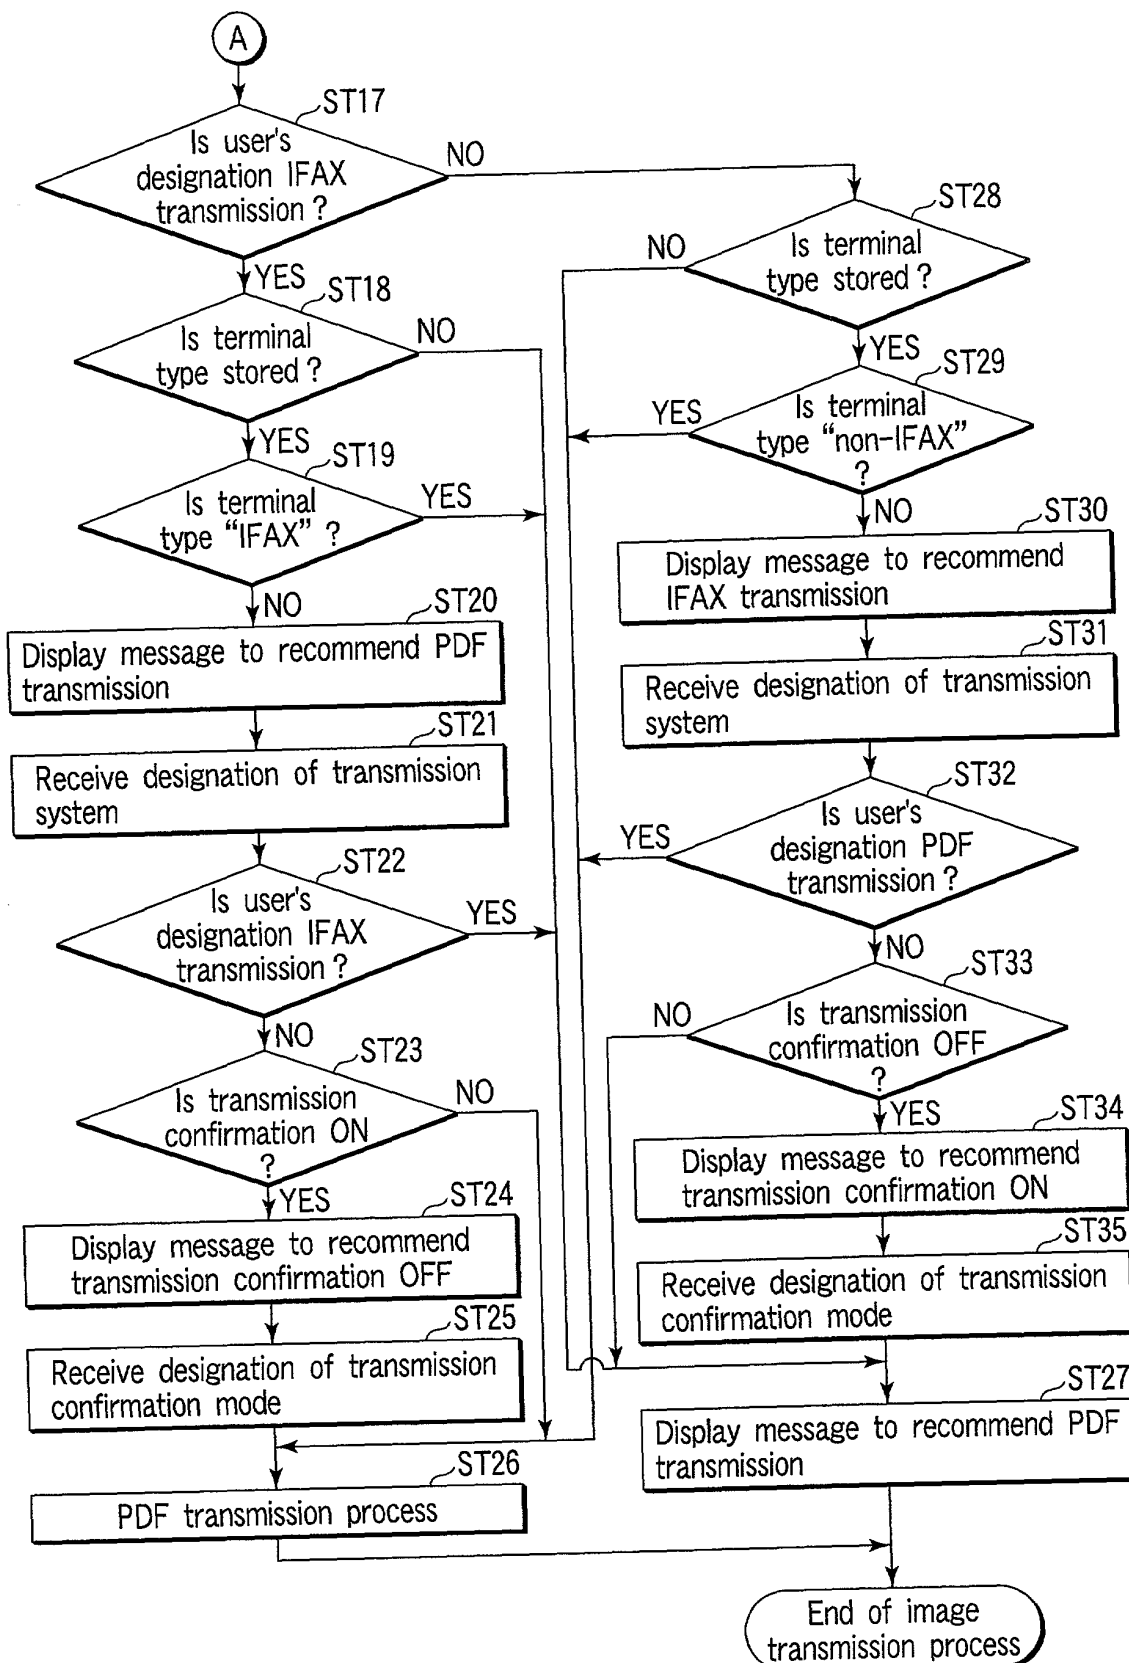 A
ST17
Is user's
designation IFAX
transmission ?
NO
YES
ST18
Is terminal
type stored ?
NO
YES
ST19
Is terminal
type “IFAX” ?
YES
NO
ST20
Display message to recommend PDF
transmission
ST21
Receive designation of transmission
system
ST22
Is user's
designation IFAX
transmission ?
YES
NO
ST23
Is transmission
confirmation ON
?
NO
YES
ST24
Display message to recommend
transmission confirmation OFF
ST25
Receive designation of transmission
confirmation mode
ST26
PDF transmission process
ST28
Is terminal
type stored ?
NO
YES
ST29
Is terminal
type “non-IFAX”
?
YES
NO
ST30
Display message to recommend
IFAX transmission
ST31
Receive designation of transmission
system
ST32
Is user's
designation PDF
transmission ?
YES
NO
ST33
Is transmission
confirmation OFF
?
NO
YES
ST34
Display message to recommend
transmission confirmation ON
ST35
Receive designation of transmission
confirmation mode
ST27
Display message to recommend PDF
transmission
End of image
transmission process